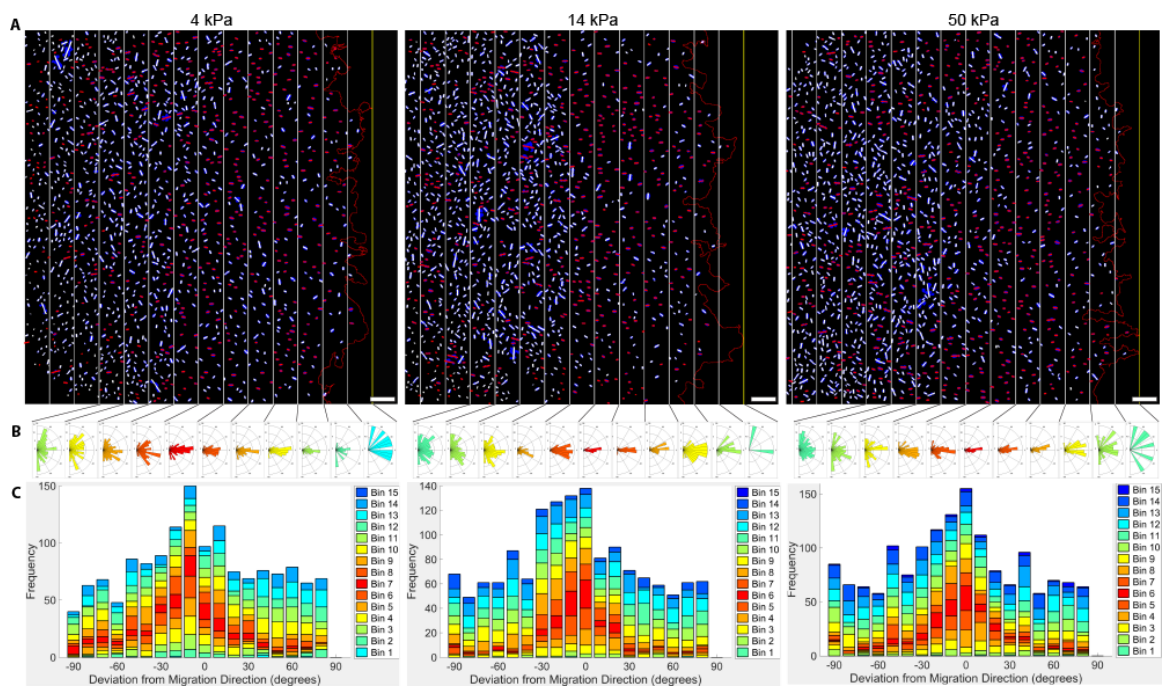 4 kPa 14 kPa 50 kPa
A
B
C
150
100
50
0
Frequency
-90 -60 -30 0 30 60 90
Deviation from Migration Direction (degrees)
Bin 15
Bin 14
Bin 13
Bin 12
Bin 11
Bin 10
Bin 9
Bin 8
Bin 7
Bin 6
Bin 5
Bin 4
Bin 3
Bin 2
Bin 1
140
120
100
80
60
40
20
0
Frequency
-90 -60 -30 0 30 60 90
Deviation from Migration Direction (degrees)
Bin 15
Bin 14
Bin 13
Bin 12
Bin 11
Bin 10
Bin 9
Bin 8
Bin 7
Bin 6
Bin 5
Bin 4
Bin 3
Bin 2
Bin 1
150
100
50
0
Frequency
-90 -60 -30 0 30 60 90
Deviation from Migration Direction (degrees)
Bin 15
Bin 14
Bin 13
Bin 12
Bin 11
Bin 10
Bin 9
Bin 8
Bin 7
Bin 6
Bin 5
Bin 4
Bin 3
Bin 2
Bin 1